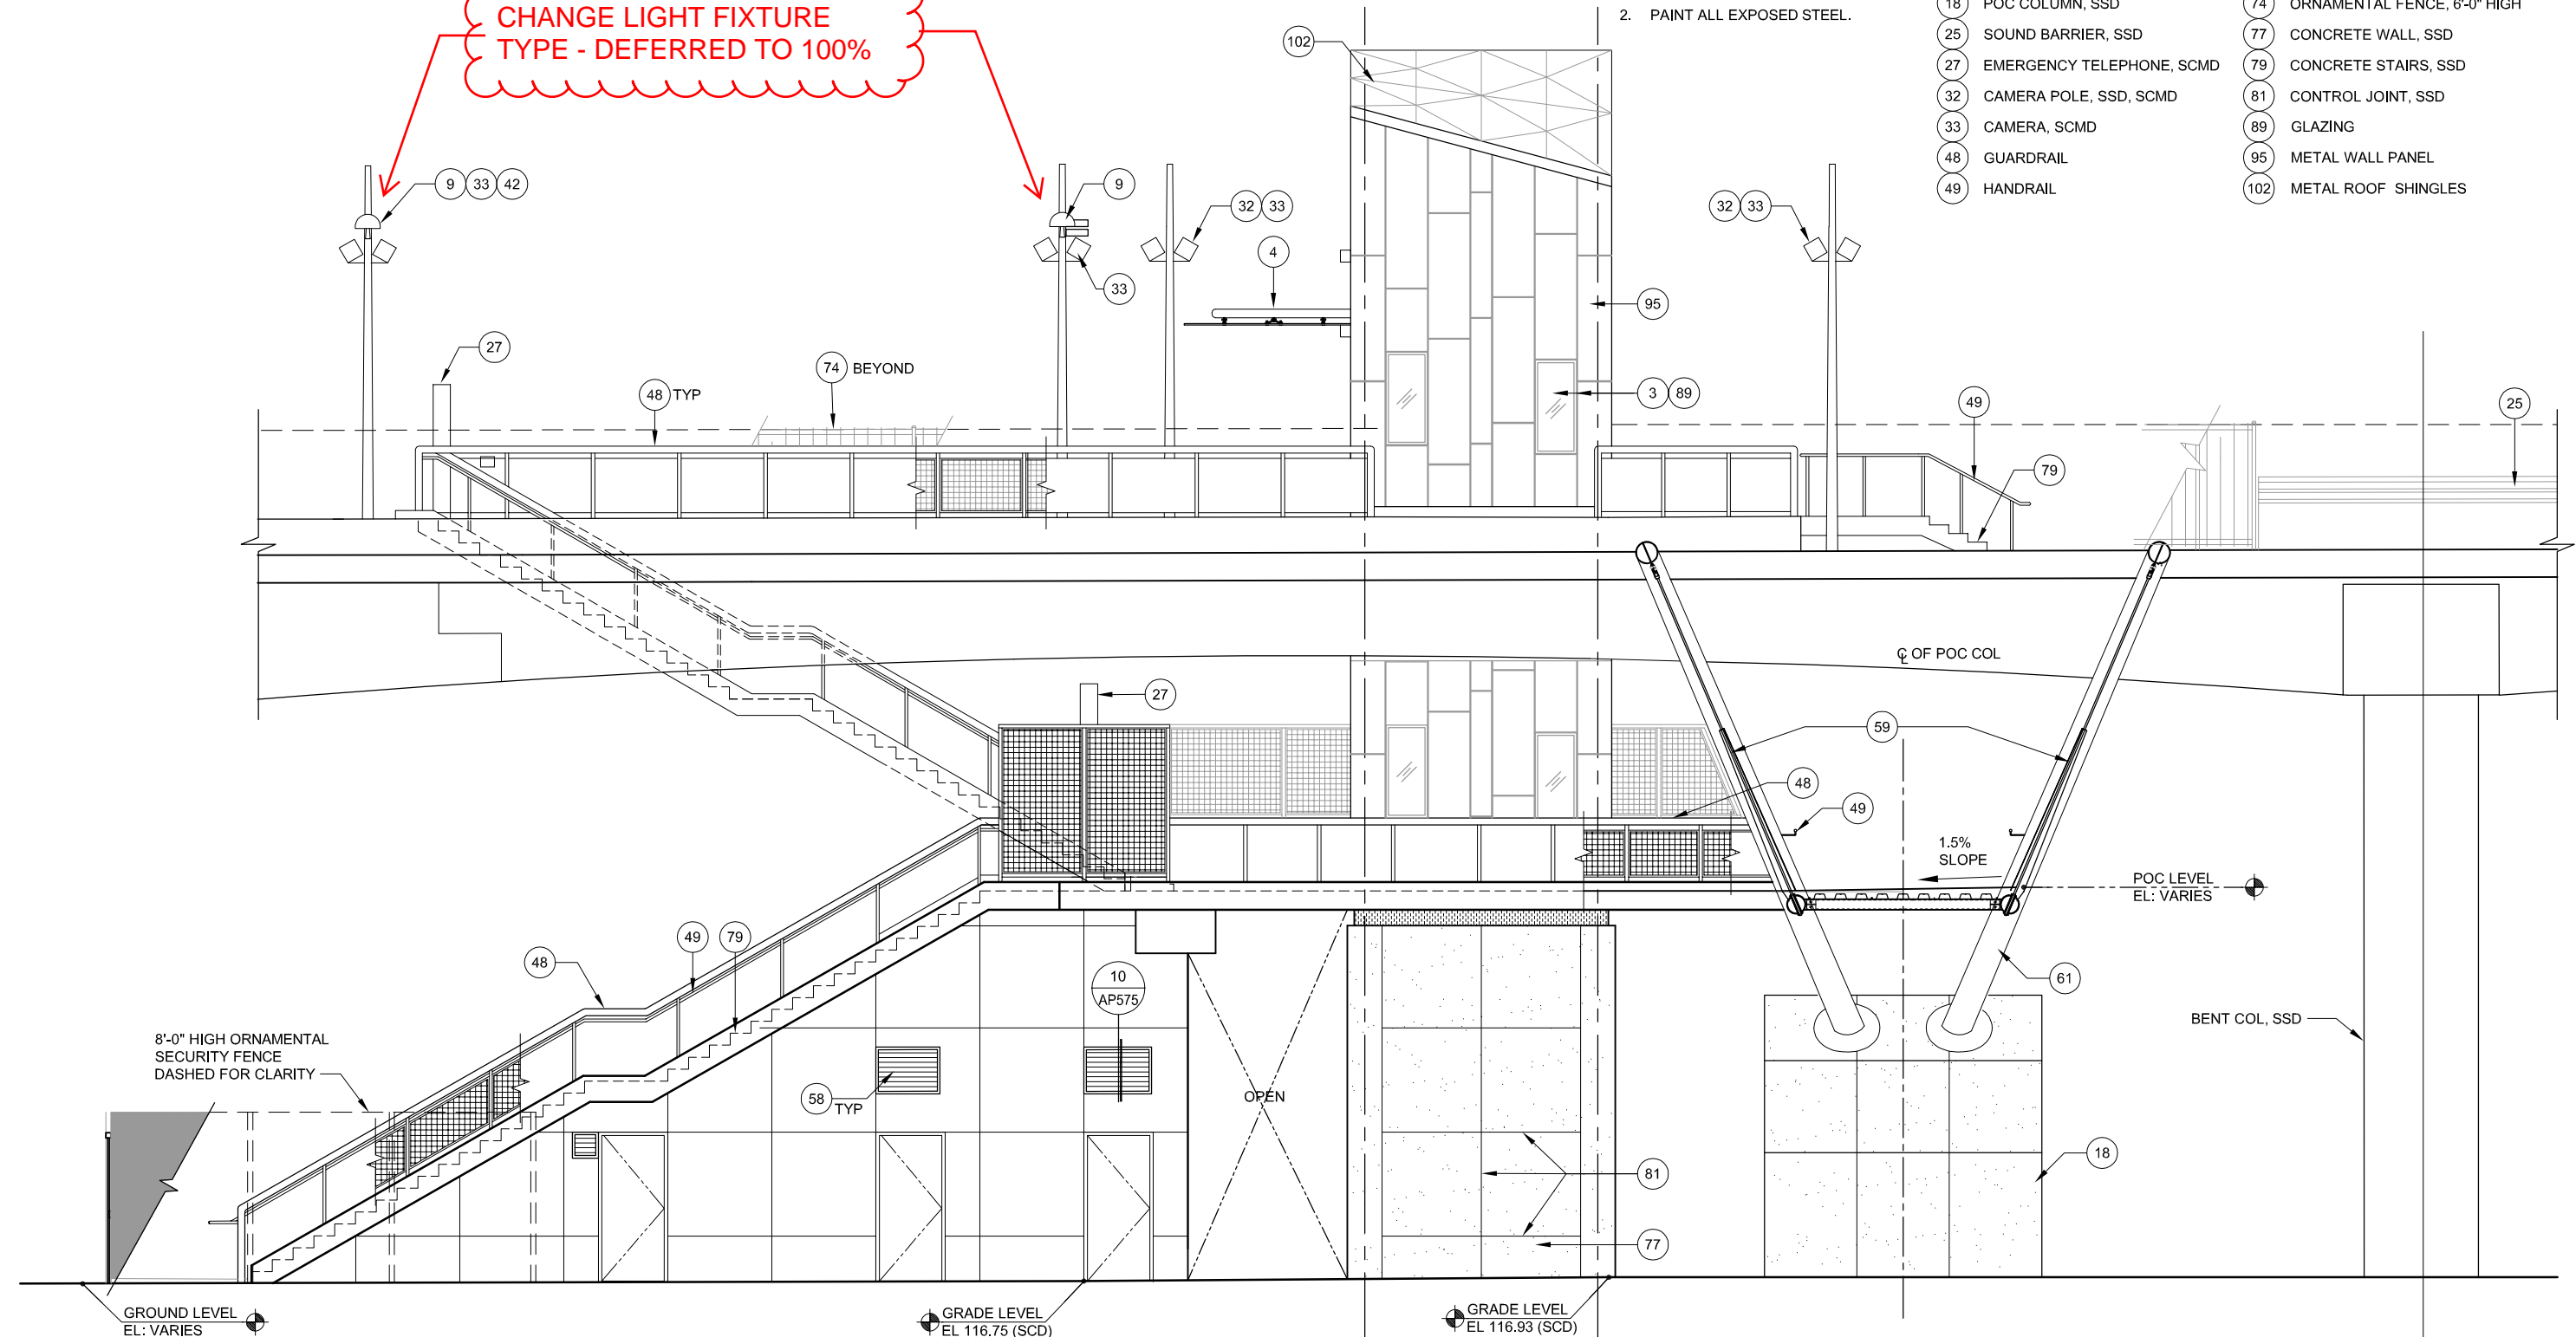 CHANGE LIGHT FIXTURE
TYPE - DEFERRED TO 100%
2. PAINT ALL EXPOSED STEEL.
18 POC COLUMN, SSD
25 SOUND BARRIER, SSD
27 EMERGENCY TELEPHONE, SCMD
32 CAMERA POLE, SSD, SCMD
33 CAMERA, SCMD
48 GUARDRAIL
49 HANDRAIL
74 ORNAMENTAL FENCE, 6'-0" HIGH
77 CONCRETE WALL, SSD
79 CONCRETE STAIRS, SSD
81 CONTROL JOINT, SSD
89 GLAZING
95 METAL WALL PANEL
102 METAL ROOF SHINGLES
102
9 33 42
9
32 33
32 33
4
33
95
27
74 BEYOND
48 TYP
3 89
49
25
79
℄ OF POC COL
27
59
48
49
1.5%
SLOPE
POC LEVEL
EL: VARIES
49 79
48
10
AP575
61
BENT COL, SSD
8'-0" HIGH ORNAMENTAL
SECURITY FENCE
DASHED FOR CLARITY
58 TYP
OPEN
18
81
77
GROUND LEVEL
EL: VARIES
GRADE LEVEL
EL 116.75 (SCD)
GRADE LEVEL
EL 116.93 (SCD)